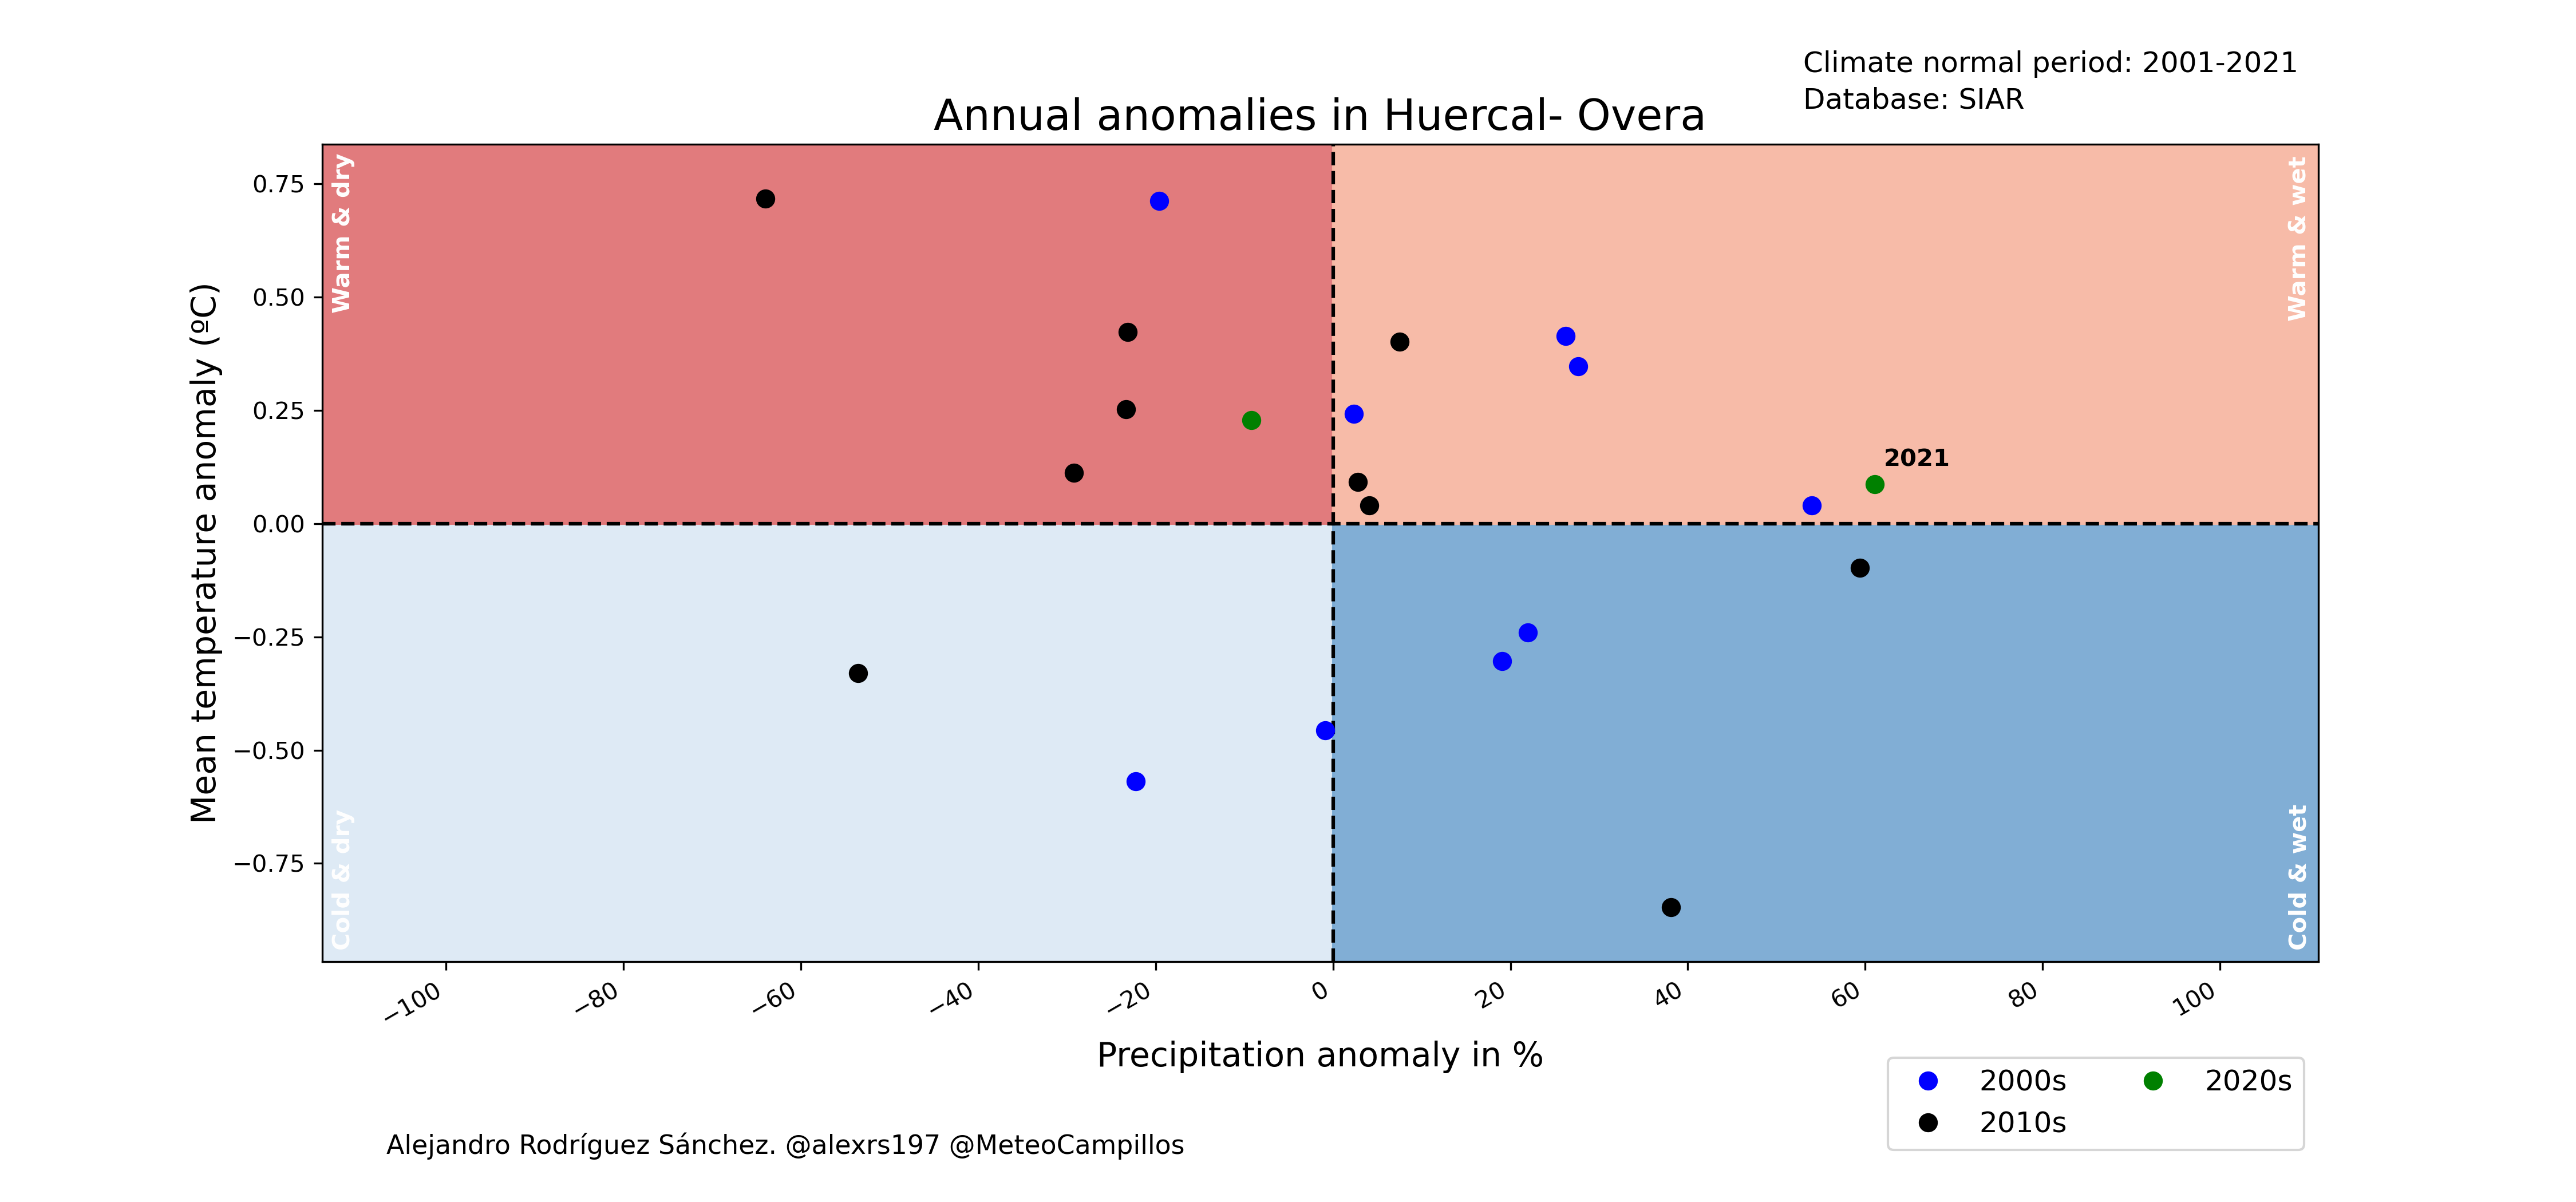 Climate normal period: 2001-2021
Database: SIAR
Annual anomalies in Huercal- Overa
Warm & dry
Warm & wet
Cold & dry
Cold & wet
2021
Mean temperature anomaly (ºC)
0.75
0.50
0.25
0.00
−0.25
−0.50
−0.75
−100
−80
−60
−40
−20
0
20
40
60
80
100
Precipitation anomaly in %
2000s
2010s
2020s
Alejandro Rodríguez Sánchez. @alexrs197 @MeteoCampillos